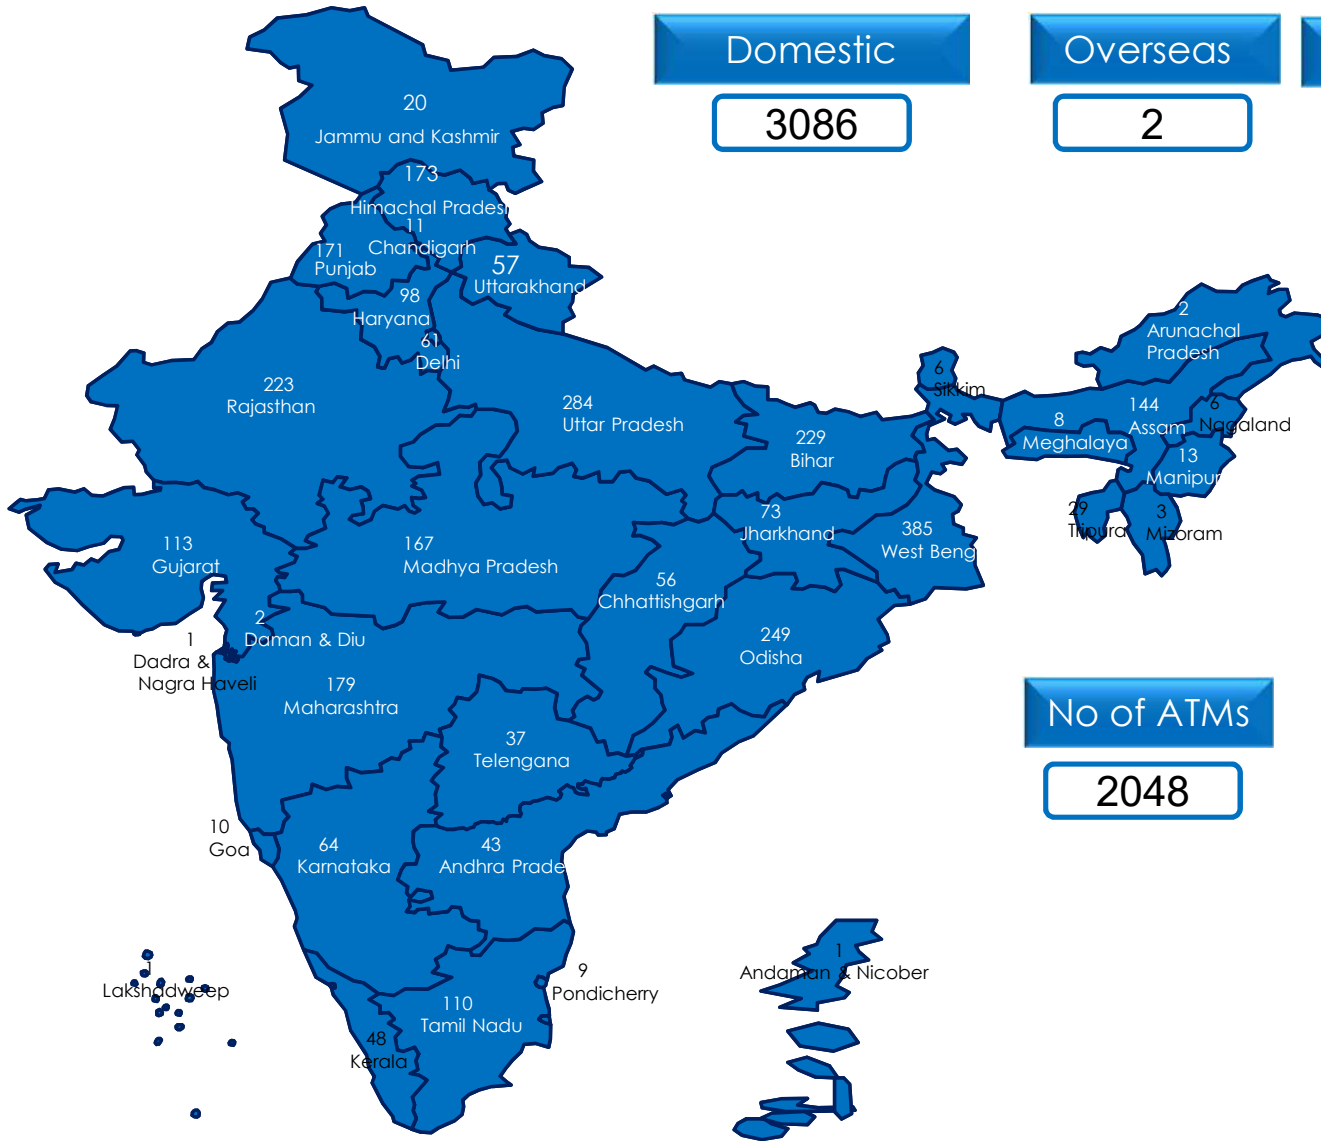 Domestic
Overseas
3086
2
20
Jammu and Kashmir
173
Himachal Pradesh
11
Chandigarh
171
Punjab
57
Uttarakhand
98
Haryana
61
Delhi
223
Rajasthan
284
Uttar Pradesh
229
Bihar
6
Sikkim
2
Arunachal
Pradesh
144
Assam
6
Nagaland
8
Meghalaya
13
Manipur
29
Tripura
3
Mizoram
113
Gujarat
167
Madhya Pradesh
73
Jharkhand
385
West Beng
56
Chhattishgarh
249
Odisha
2
Daman & Diu
1
Dadra &
Nagra Haveli
179
Maharashtra
37
Telengana
No of ATMs
2048
10
Goa
64
Karnataka
43
Andhra Prade
1
Lakshadweep
9
Pondicherry
110
Tamil Nadu
48
Kerala
1
Andaman & Nicober